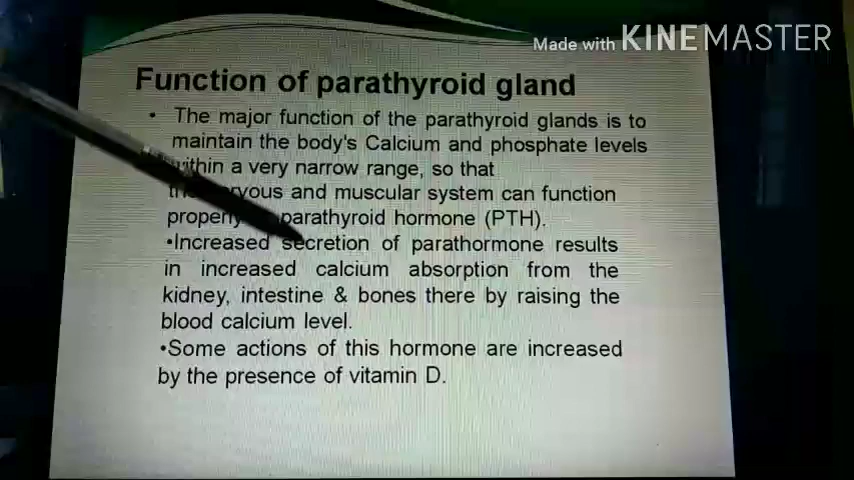 Made with KINEMASTER
Function of parathyroid gland
• The major function of the parathyroid glands is to
maintain the body's Calcium and phosphate levels
within a very narrow range, so that
nervous and muscular system can function
properly parathyroid hormone (PTH).
•Increased secretion of parathormone results
in increased calcium absorption from the
kidney, intestine & bones there by raising the
blood calcium level.
•Some actions of this hormone are increased
by the presence of vitamin D.